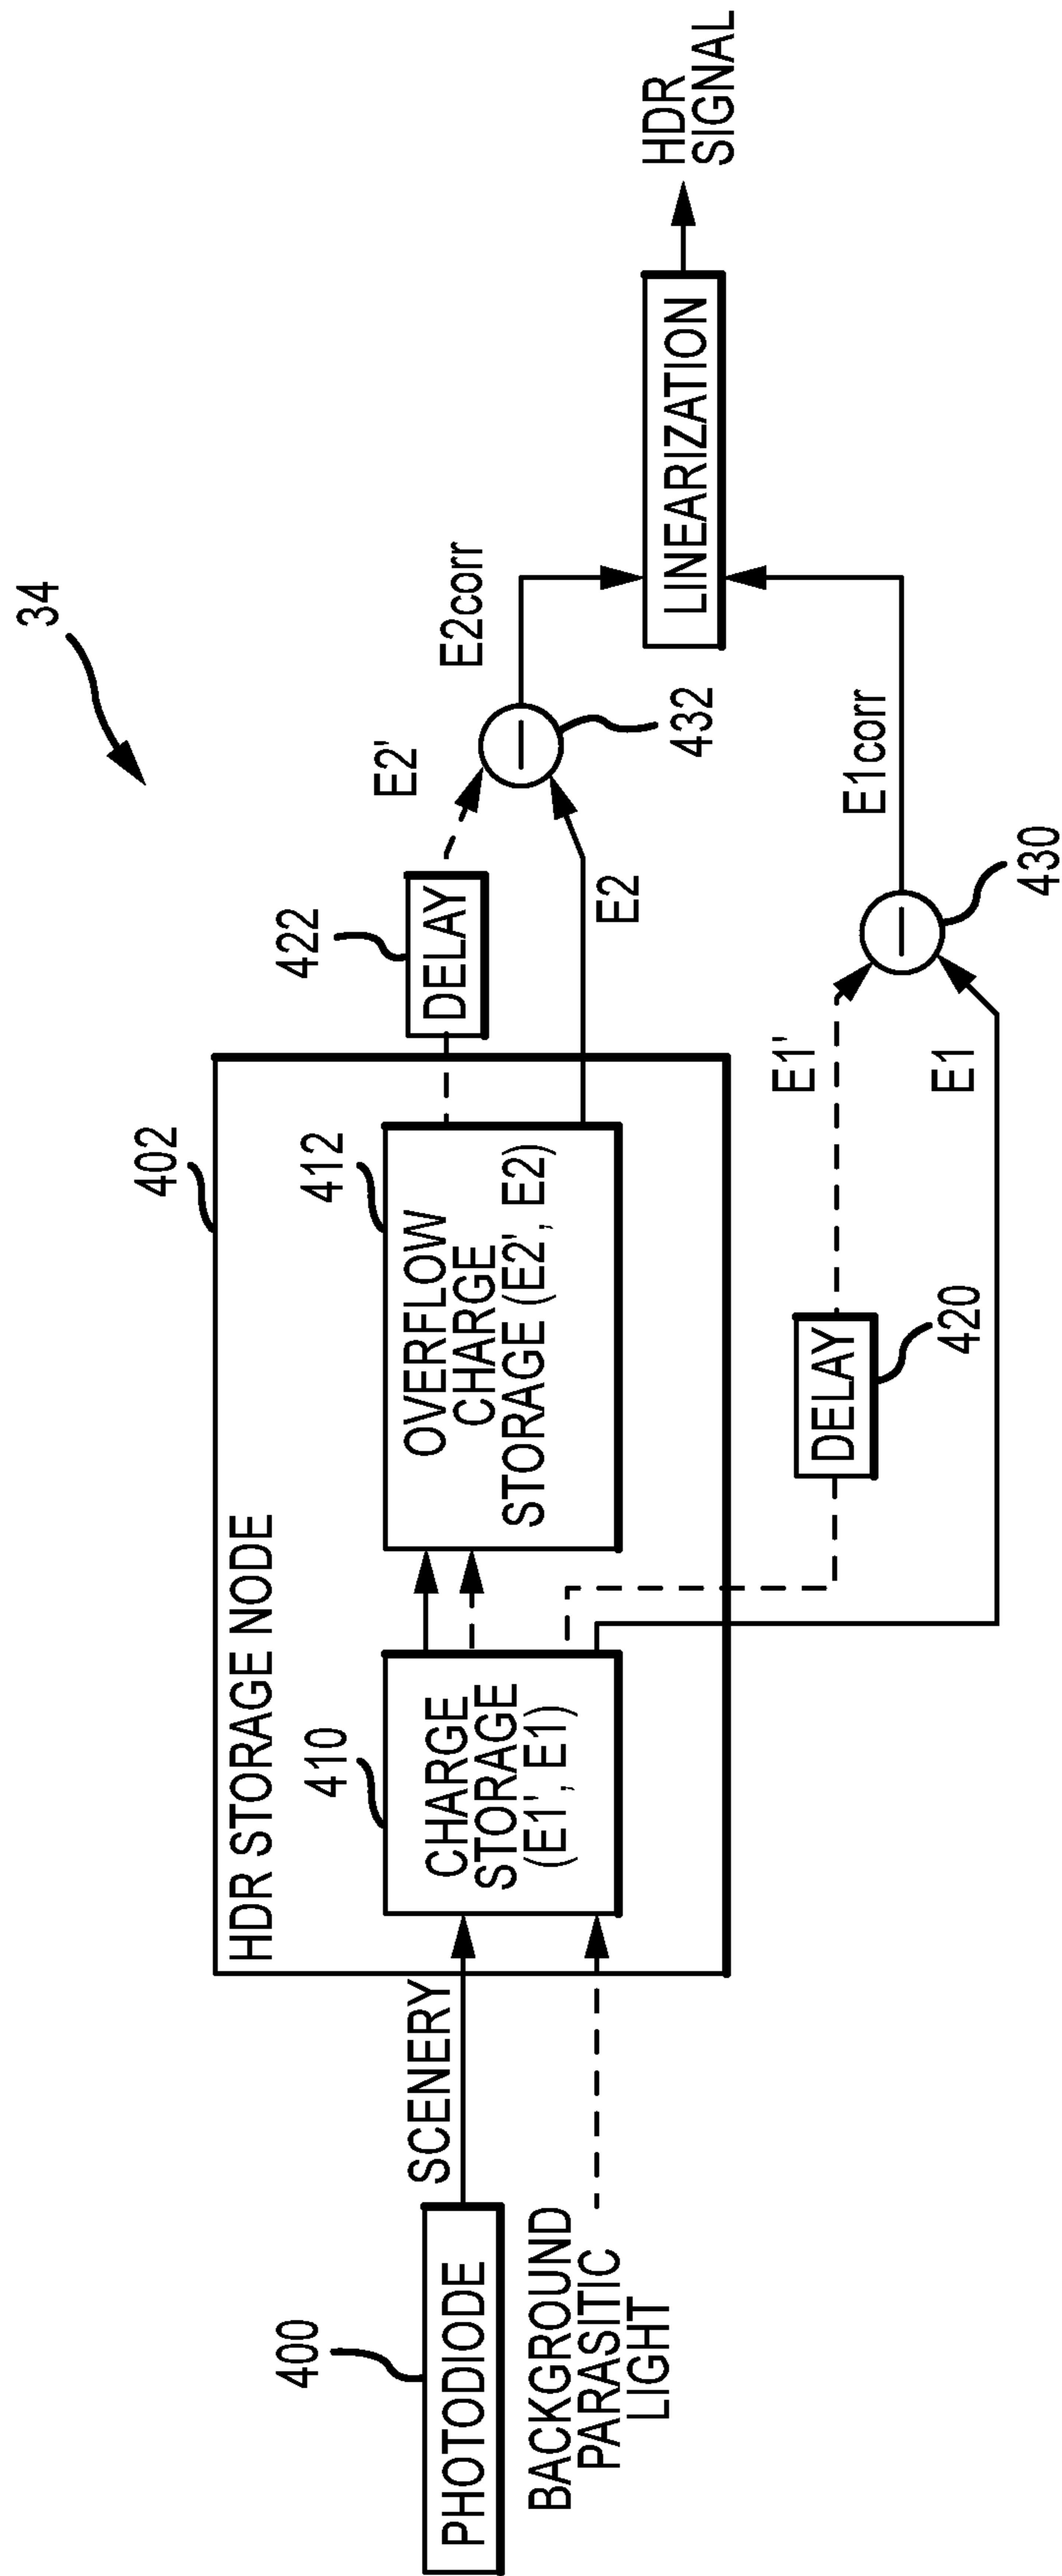 34
400
PHOTODIODE
SCENERY
BACKGROUND
PARASITIC
LIGHT
402
HDR STORAGE NODE
410
CHARGE
STORAGE
(E1', E1)
412
OVERFLOW
CHARGE
STORAGE (E2', E2)
422
DELAY
E2'
E2
432
E2corr
420
DELAY
E1'
E1
430
E1corr
LINEARIZATION
HDR
SIGNAL